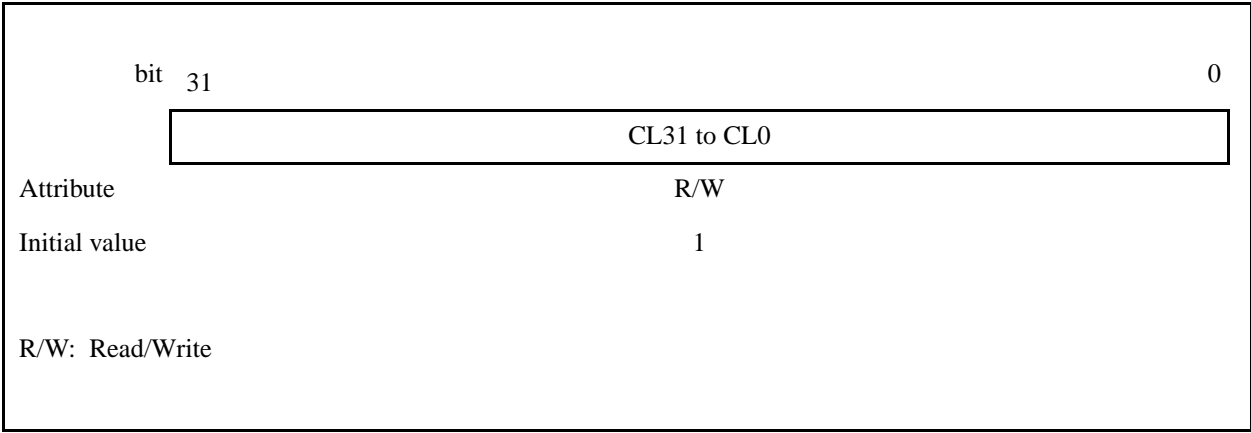 bit 31 0
CL31 to CL0
Attribute R/W
Initial value 1
R/W: Read/Write